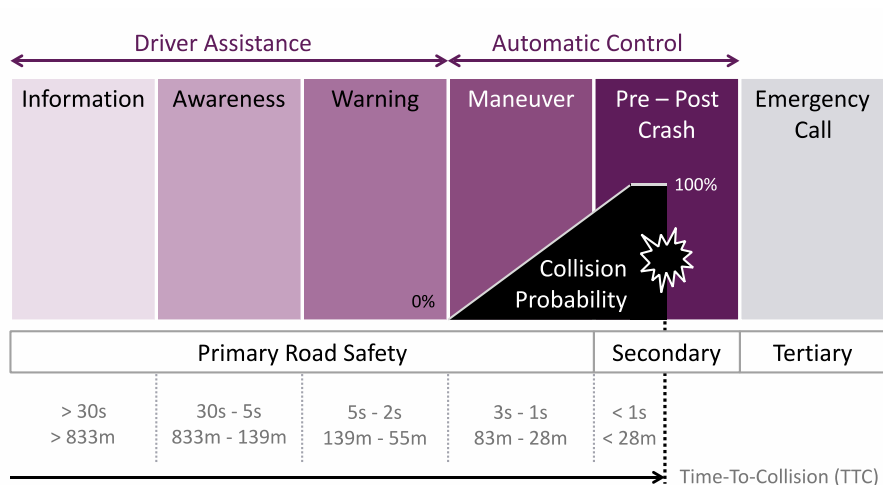 Driver Assistance
Automatic Control
Information
Awareness
Warning
Maneuver
Pre – Post
Crash
Emergency
Call
100%
Collision
Probability
0%
Primary Road Safety
Secondary
Tertiary
> 30s
> 833m
30s - 5s
833m - 139m
5s - 2s
139m - 55m
3s - 1s
83m - 28m
< 1s
< 28m
Time-To-Collision (TTC)